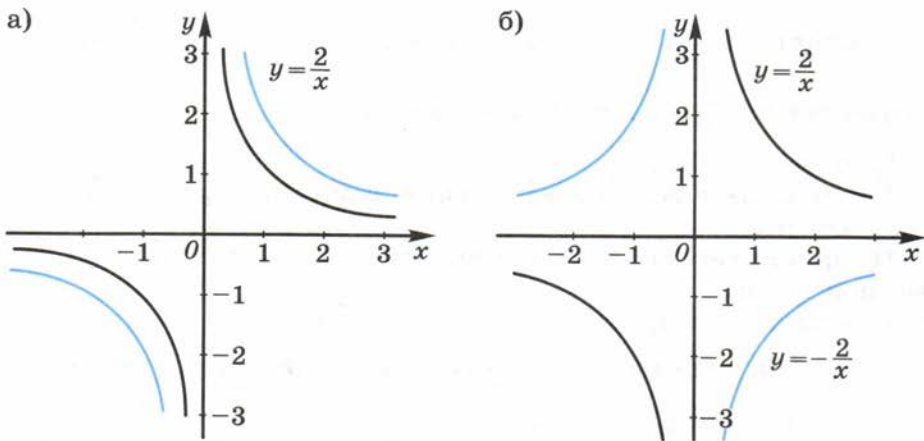 а)
y
3
y = 2/x
2
1
−1 0 1 2 3 x
−1
−2
−3
б)
y
3
y = 2/x
2
1
−2 −1 0 1 2 x
−1
−2
y = − 2/x
−3